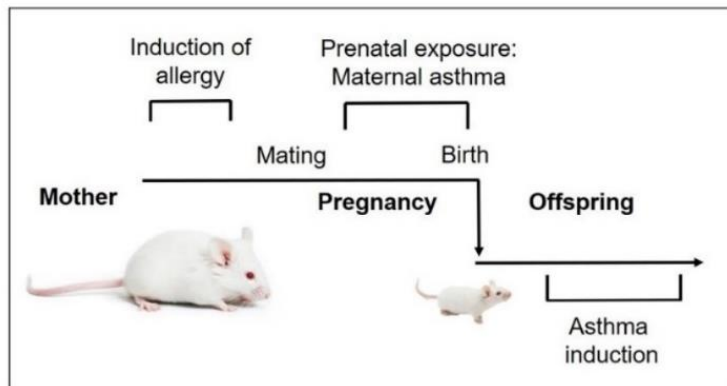 Induction of
allergy
Prenatal exposure:
Maternal asthma
Mating
Birth
Mother
Pregnancy
Offspring
Asthma
induction